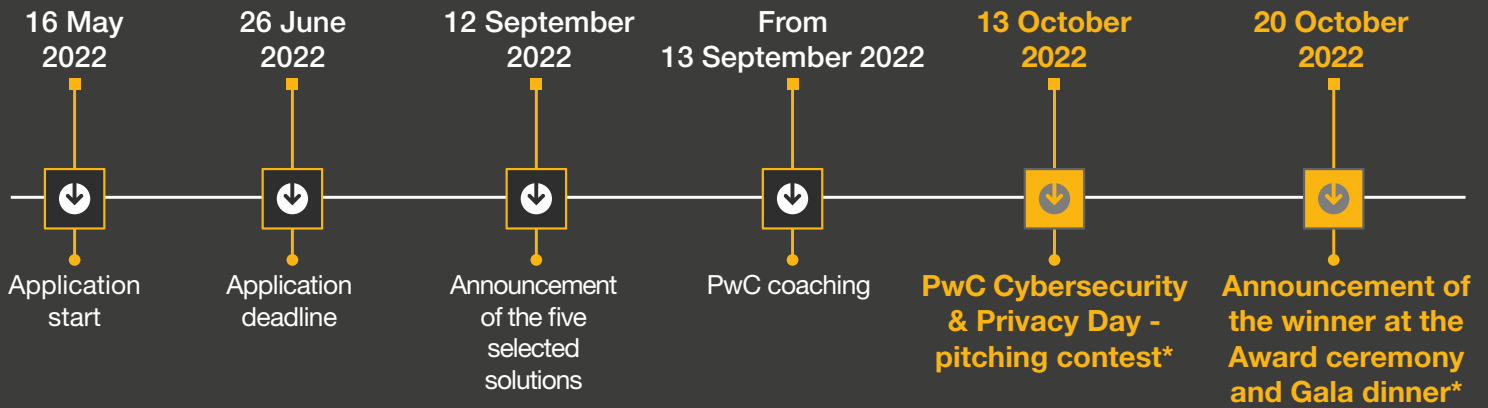 16 May
2022
26 June
2022
12 September
2022
From
13 September 2022
13 October
2022
20 October
2022
Application
start
Application
deadline
Announcement
of the five
selected
solutions
PwC coaching
PwC Cybersecurity
& Privacy Day -
pitching contest*
Announcement of
the winner at the
Award ceremony
and Gala dinner*